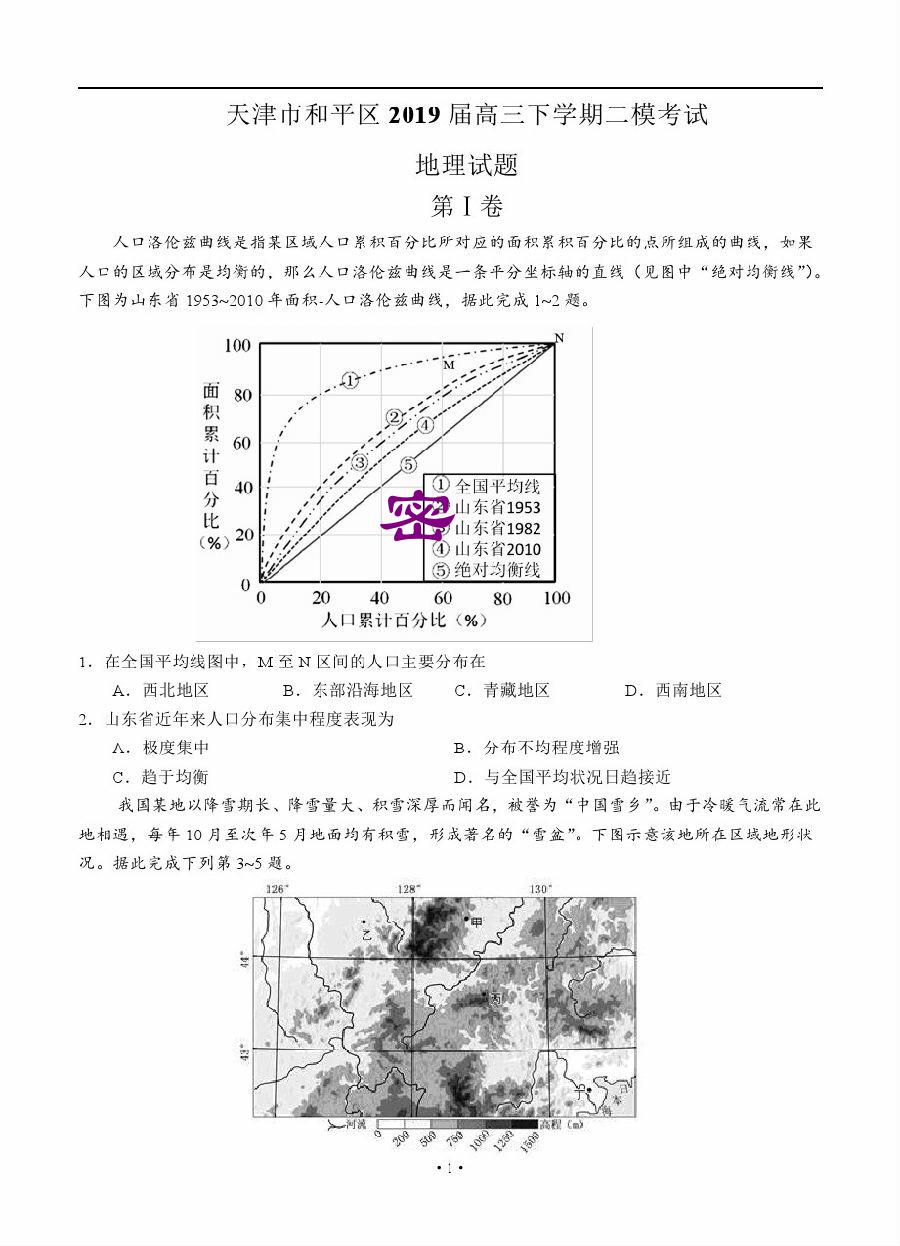 天津市和平区 2019 届高三下学期二模考试
地理试题
第 I 卷
人口洛伦兹曲线是指某区域人口累积百分比所对应的面积累积百分比的点所组成的曲线，如果
人口的区域分布是均衡的，那么人口洛伦兹曲线是一条平分坐标轴的直线（见图中“绝对均衡线”）。
下图为山东省 1953~2010 年面积-人口洛伦兹曲线，据此完成 1~2 题。
N
M
面积累计百分比（%）
100
80
60
40
20
0
①
②
③
④
⑤
① 全国平均线
山东省1953
山东省1982
④ 山东省2010
⑤ 绝对均衡线
密
0 20 40 60 80 100
人口累计百分比（%）
1．在全国平均线图中，M 至 N 区间的人口主要分布在
A．西北地区 B．东部沿海地区 C．青藏地区 D．西南地区
2．山东省近年来人口分布集中程度表现为
A．极度集中 B．分布不均程度增强
C．趋于均衡 D．与全国平均状况日趋接近
我国某地以降雪期长、降雪量大、积雪深厚而闻名，被誉为“中国雪乡”。由于冷暖气流常在此
地相遇，每年 10 月至次年 5 月地面均有积雪，形成著名的“雪盆”。下图示意该地所在区域地形状
况。据此完成下列第 3~5 题。
126° 128° 130°
甲
乙
44°
丙
43°
丁
日本海
河流 0 200 500 750 1000 1250 1500 高程（m）
· 1 ·